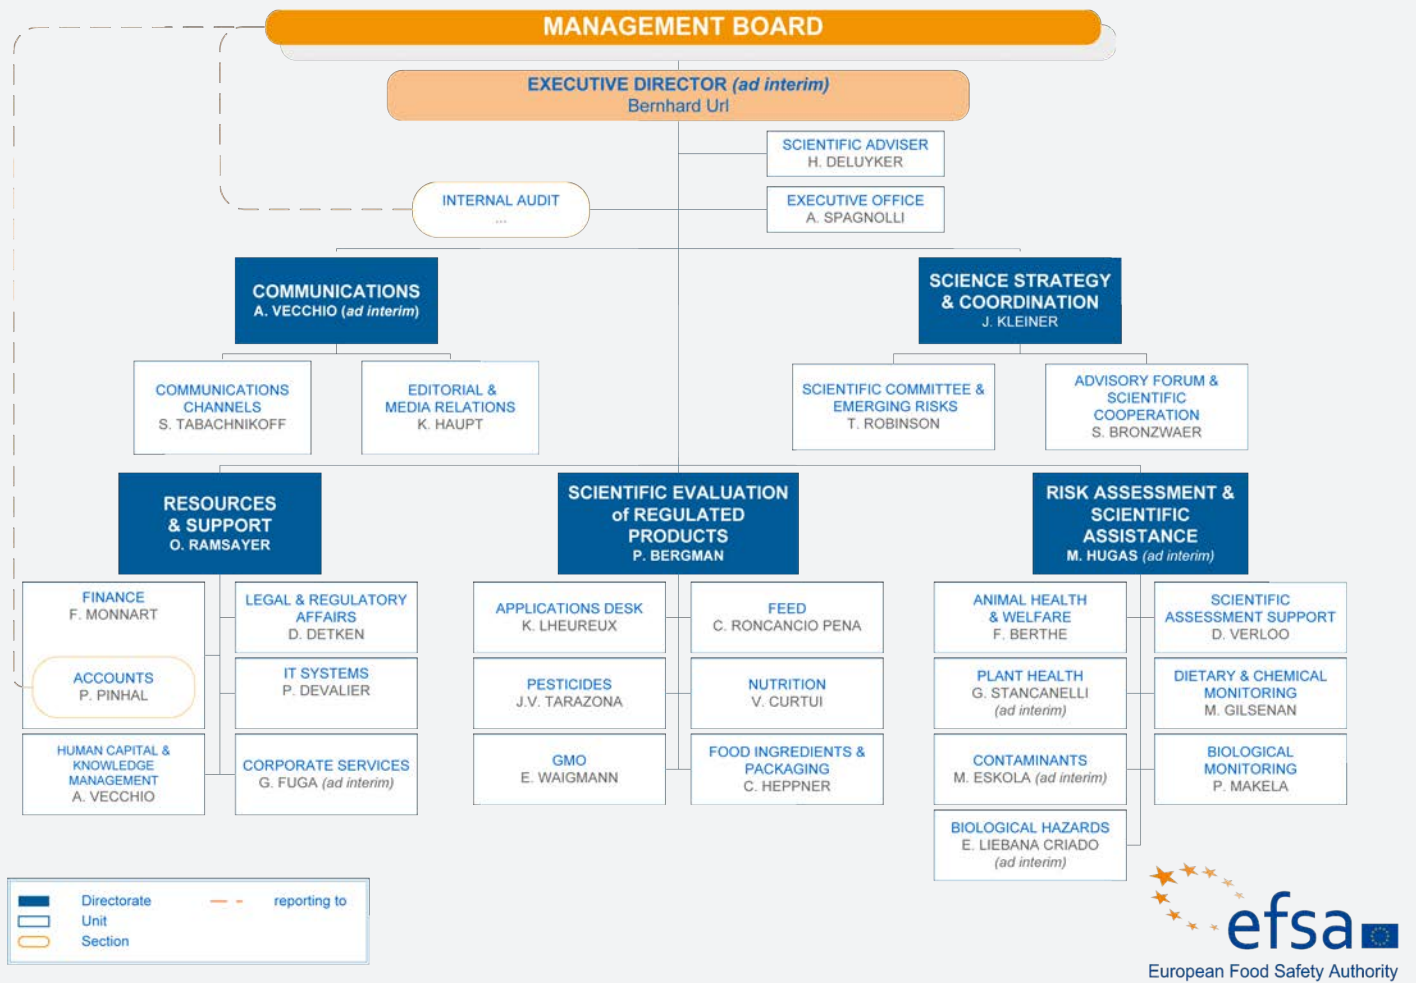 MANAGEMENT BOARD
EXECUTIVE DIRECTOR (ad interim)
Bernhard Url
SCIENTIFIC ADVISER
H. DELUYKER
INTERNAL AUDIT
...
EXECUTIVE OFFICE
A. SPAGNOLLI
COMMUNICATIONS
A. VECCHIO (ad interim)
SCIENCE STRATEGY
& COORDINATION
J. KLEINER
COMMUNICATIONS
CHANNELS
S. TABACHNIKOFF
EDITORIAL &
MEDIA RELATIONS
K. HAUPT
SCIENTIFIC COMMITTEE &
EMERGING RISKS
T. ROBINSON
ADVISORY FORUM &
SCIENTIFIC
COOPERATION
S. BRONZWAER
RESOURCES
& SUPPORT
O. RAMSAYER
SCIENTIFIC EVALUATION
of REGULATED
PRODUCTS
P. BERGMAN
RISK ASSESSMENT &
SCIENTIFIC
ASSISTANCE
M. HUGAS (ad interim)
FINANCE
F. MONNART
ACCOUNTS
P. PINHAL
HUMAN CAPITAL &
KNOWLEDGE
MANAGEMENT
A. VECCHIO
LEGAL & REGULATORY
AFFAIRS
D. DETKEN
IT SYSTEMS
P. DEVALIER
CORPORATE SERVICES
G. FUGA (ad interim)
APPLICATIONS DESK
K. LHEUREUX
PESTICIDES
J.V. TARAZONA
GMO
E. WAIGMANN
FEED
C. RONCANCIO PENA
NUTRITION
V. CURTUI
FOOD INGREDIENTS &
PACKAGING
C. HEPPNER
ANIMAL HEALTH
& WELFARE
F. BERTHE
PLANT HEALTH
G. STANCANELLI
(ad interim)
CONTAMINANTS
M. ESKOLA (ad interim)
BIOLOGICAL HAZARDS
E. LIEBANA CRIADO
(ad interim)
SCIENTIFIC
ASSESSMENT SUPPORT
D. VERLOO
DIETARY & CHEMICAL
MONITORING
M. GILSENAN
BIOLOGICAL
MONITORING
P. MAKELA
Directorate
Unit
Section
reporting to
efsa
European Food Safety Authority